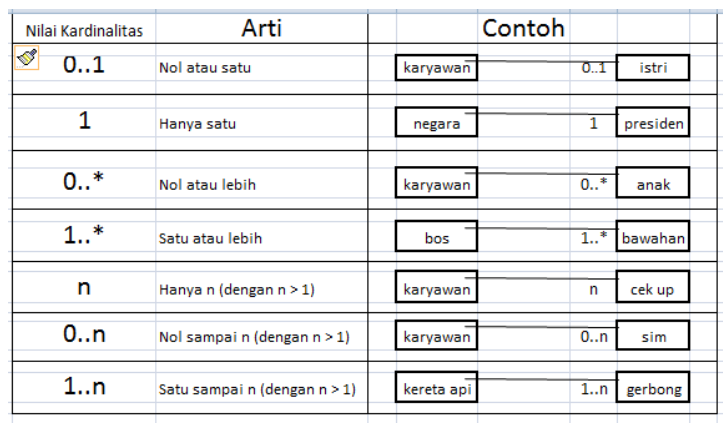 Nilai Kardinalitas Arti Contoh
0..1 Nol atau satu karyawan 0..1 istri
1 Hanya satu negara 1 presiden
0..* Nol atau lebih karyawan 0..* anak
1..* Satu atau lebih bos 1..* bawahan
n Hanya n (dengan n > 1) karyawan n cek up
0..n Nol sampai n (dengan n > 1) karyawan 0..n sim
1..n Satu sampai n (dengan n > 1) kereta api 1..n gerbong